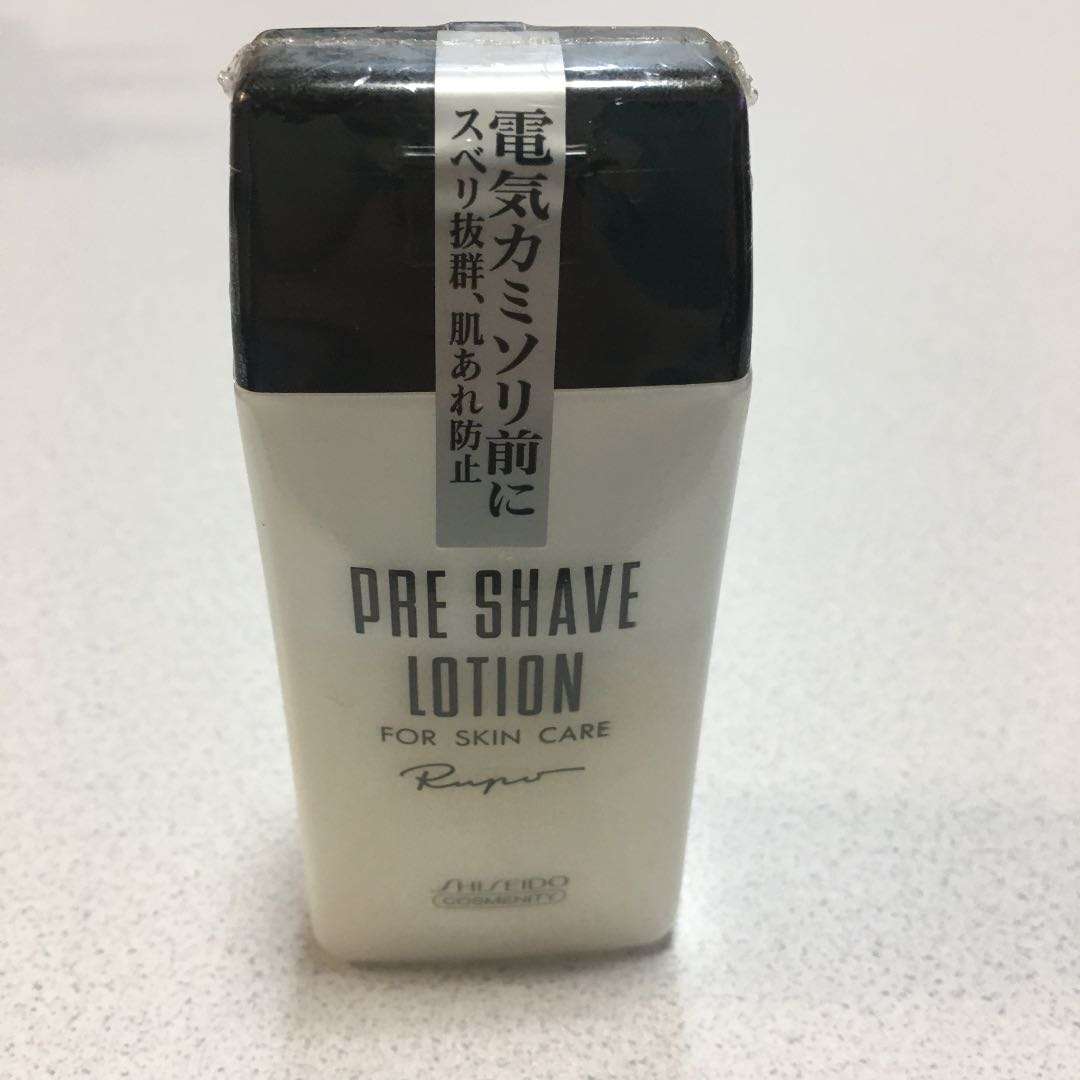 電気カミソリ前に
スベリ抜群、肌あれ防止
PRE SHAVE
LOTION
FOR SKIN CARE
Rupo
SHISEIDO
COSMENITY